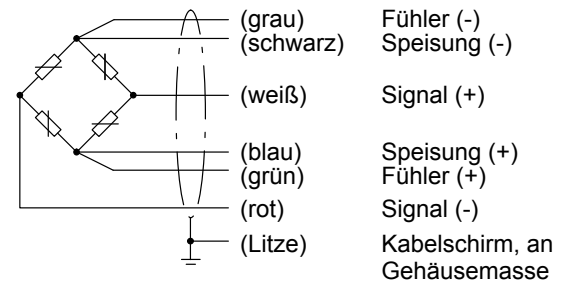 (grau) Fühler (-)
(schwarz) Speisung (-)
(weiß) Signal (+)
(blau) Speisung (+)
(grün) Fühler (+)
(rot) Signal (-)
(Litze) Kabelschirm, an
Gehäusemasse